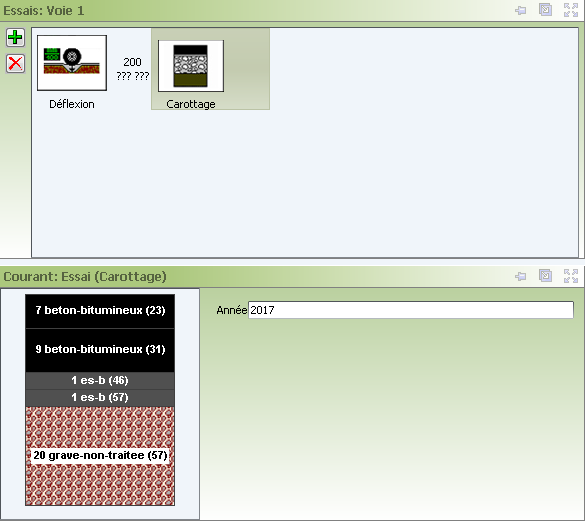 Essais: Voie 1
200
??? ???
Déflexion
Carottage
Courant: Essai (Carottage)
7 beton-bitumineux (23)
9 beton-bitumineux (31)
1 es-b (46)
1 es-b (57)
20 grave-non-traitee (57)
Année 2017